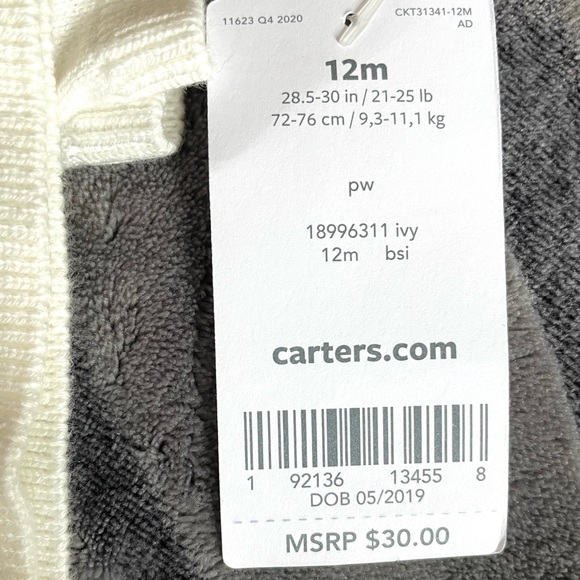 11623 Q4 2020
CKT31341-12M
AD
12m
28.5-30 in / 21-25 lb
72-76 cm / 9,3-11,1 kg
pw
18996311 ivy
12m bsi
carters.com
1 92136 13455 8
DOB 05/2019
MSRP $30.00